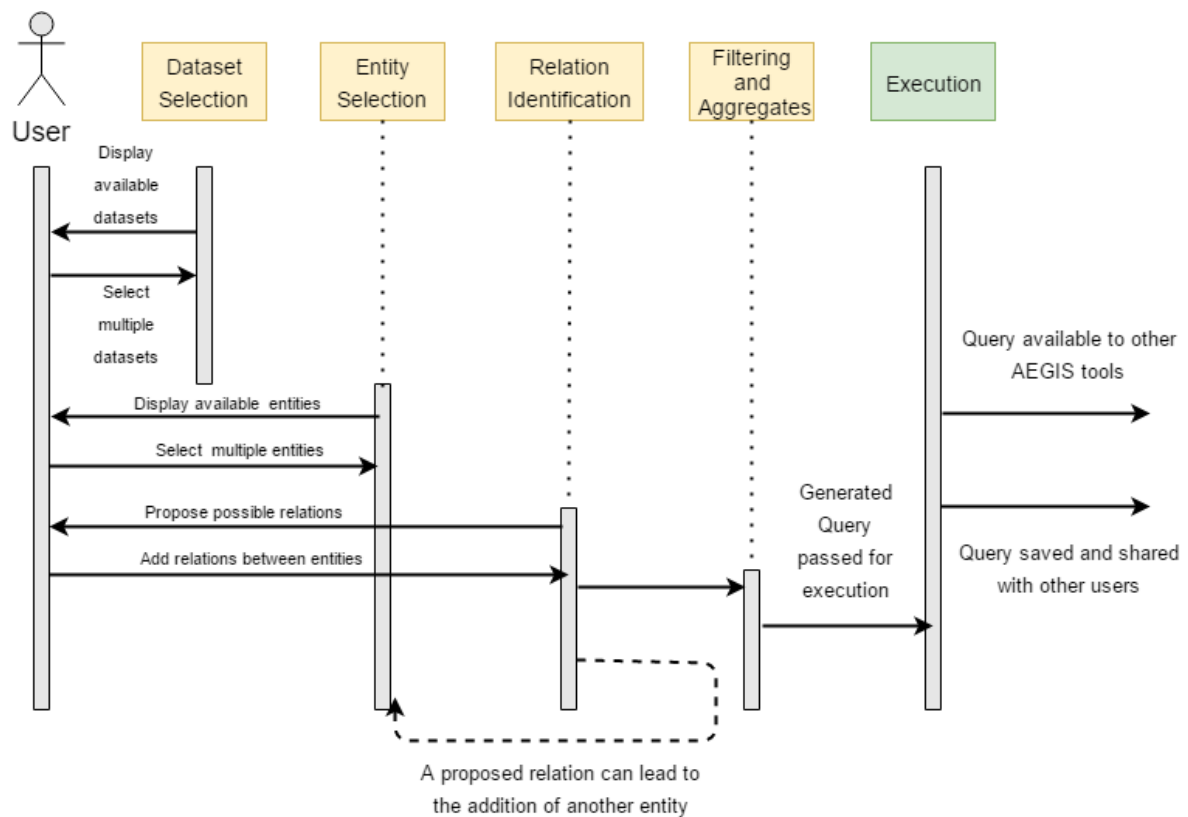 User
Dataset
Selection
Entity
Selection
Relation
Identification
Filtering
and
Aggregates
Execution
Display
available
datasets
Select
multiple
datasets
Display available entities
Select multiple entities
Propose possible relations
Add relations between entities
Generated
Query
passed for
execution
Query available to other
AEGIS tools
Query saved and shared
with other users
A proposed relation can lead to
the addition of another entity